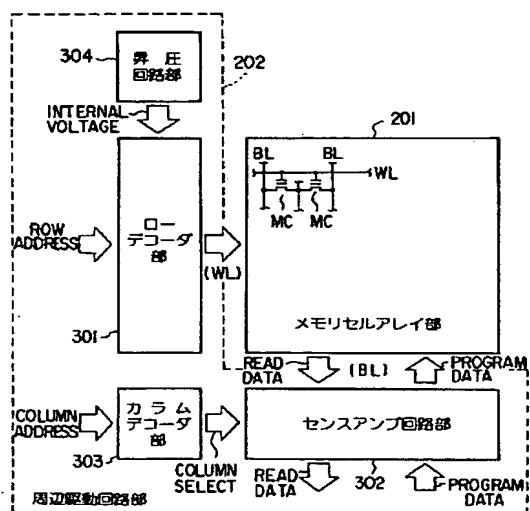 304
昇圧
回路部
202
INTERNAL
VOLTAGE
201
BL
BL
WL
MC
MC
ROW
ADDRESS
ロー
デコーダ
部
(WL)
301
メモリセルアレイ部
READ
DATA
(BL)
PROGRAM
DATA
COLUMN
ADDRESS
カラム
デコーダ
部
303
COLUMN
SELECT
センスアンプ回路部
302
READ
DATA
PROGRAM
DATA
周辺駆動回路部